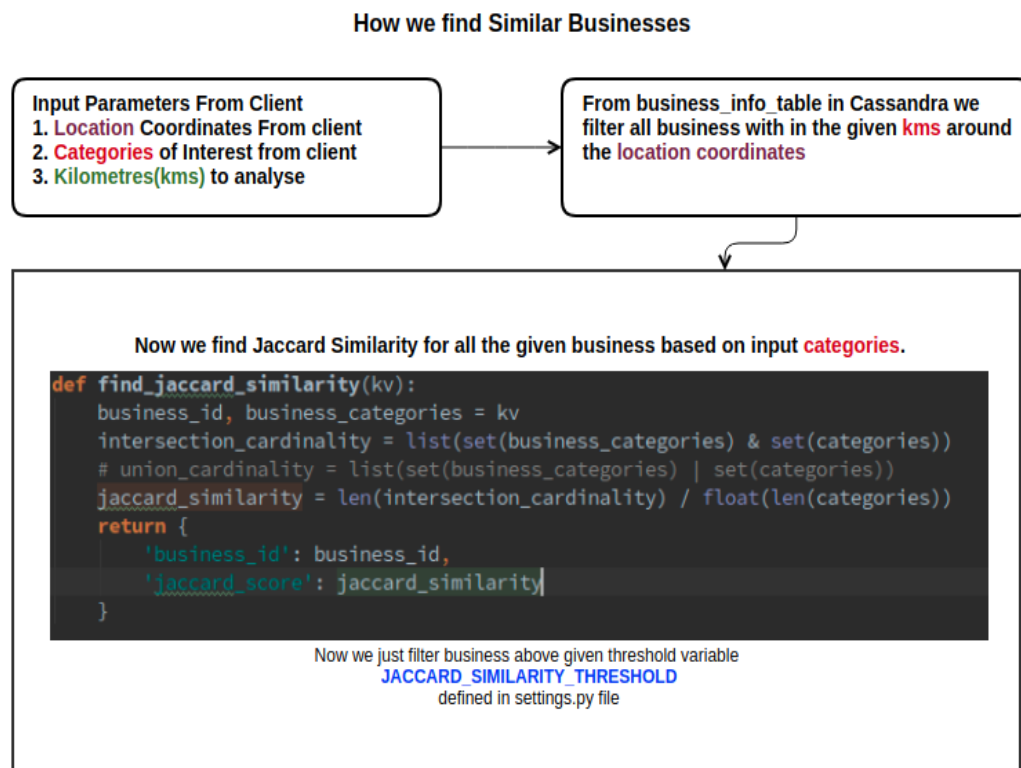 How we find Similar Businesses
Input Parameters From Client
1. Location Coordinates From client
2. Categories of Interest from client
3. Kilometres(kms) to analyse
From business_info_table in Cassandra we
filter all business with in the given kms around
the location coordinates
Now we find Jaccard Similarity for all the given business based on input categories.
def find_jaccard_similarity(kv):
    business_id, business_categories = kv
    intersection_cardinality = list(set(business_categories) & set(categories))
    # union_cardinality = list(set(business_categories) | set(categories))
    jaccard_similarity = len(intersection_cardinality) / float(len(categories))
    return {
        'business_id': business_id,
        'jaccard_score': jaccard_similarity
    }
Now we just filter business above given threshold variable
JACCARD_SIMILARITY_THRESHOLD
defined in settings.py file